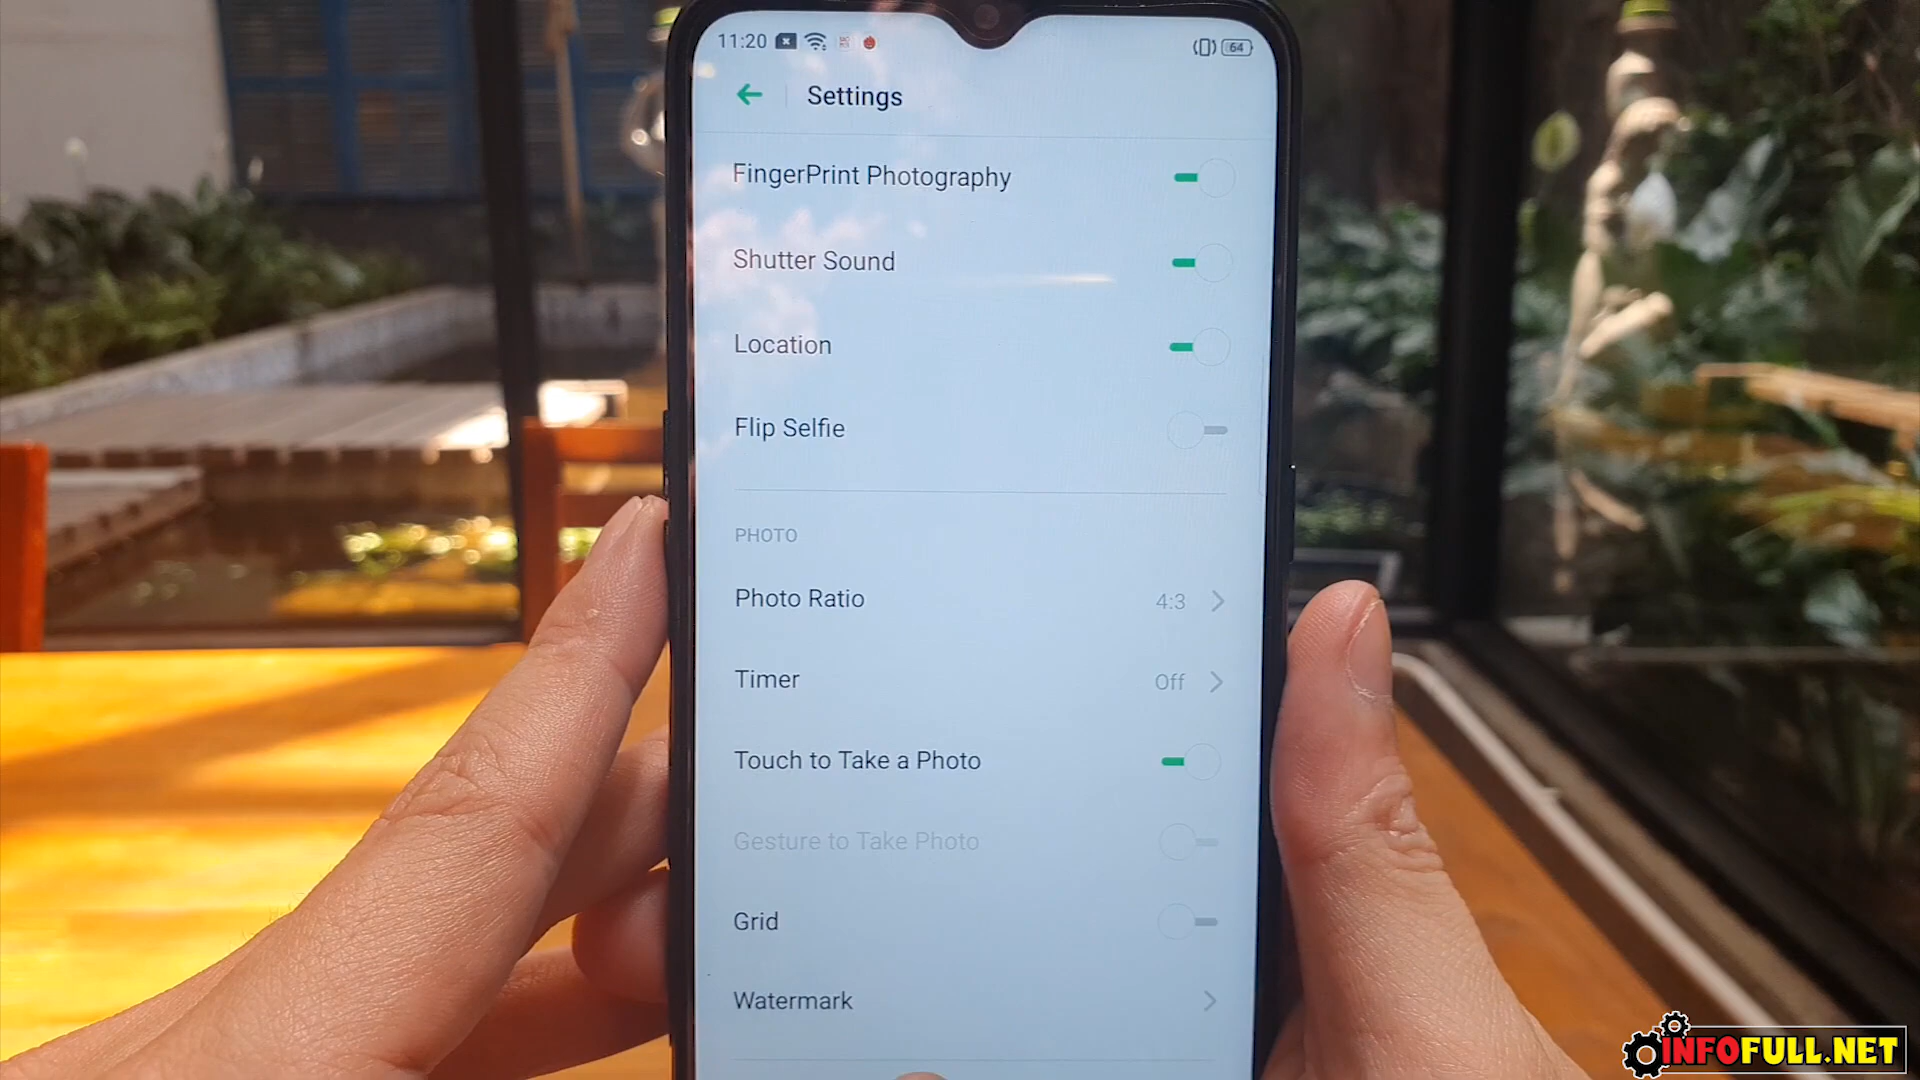 11:20
64
Settings
FingerPrint Photography
Shutter Sound
Location
Flip Selfie
PHOTO
Photo Ratio 4:3
Timer Off
Touch to Take a Photo
Gesture to Take Photo
Grid
Watermark
INFOFULL.NET